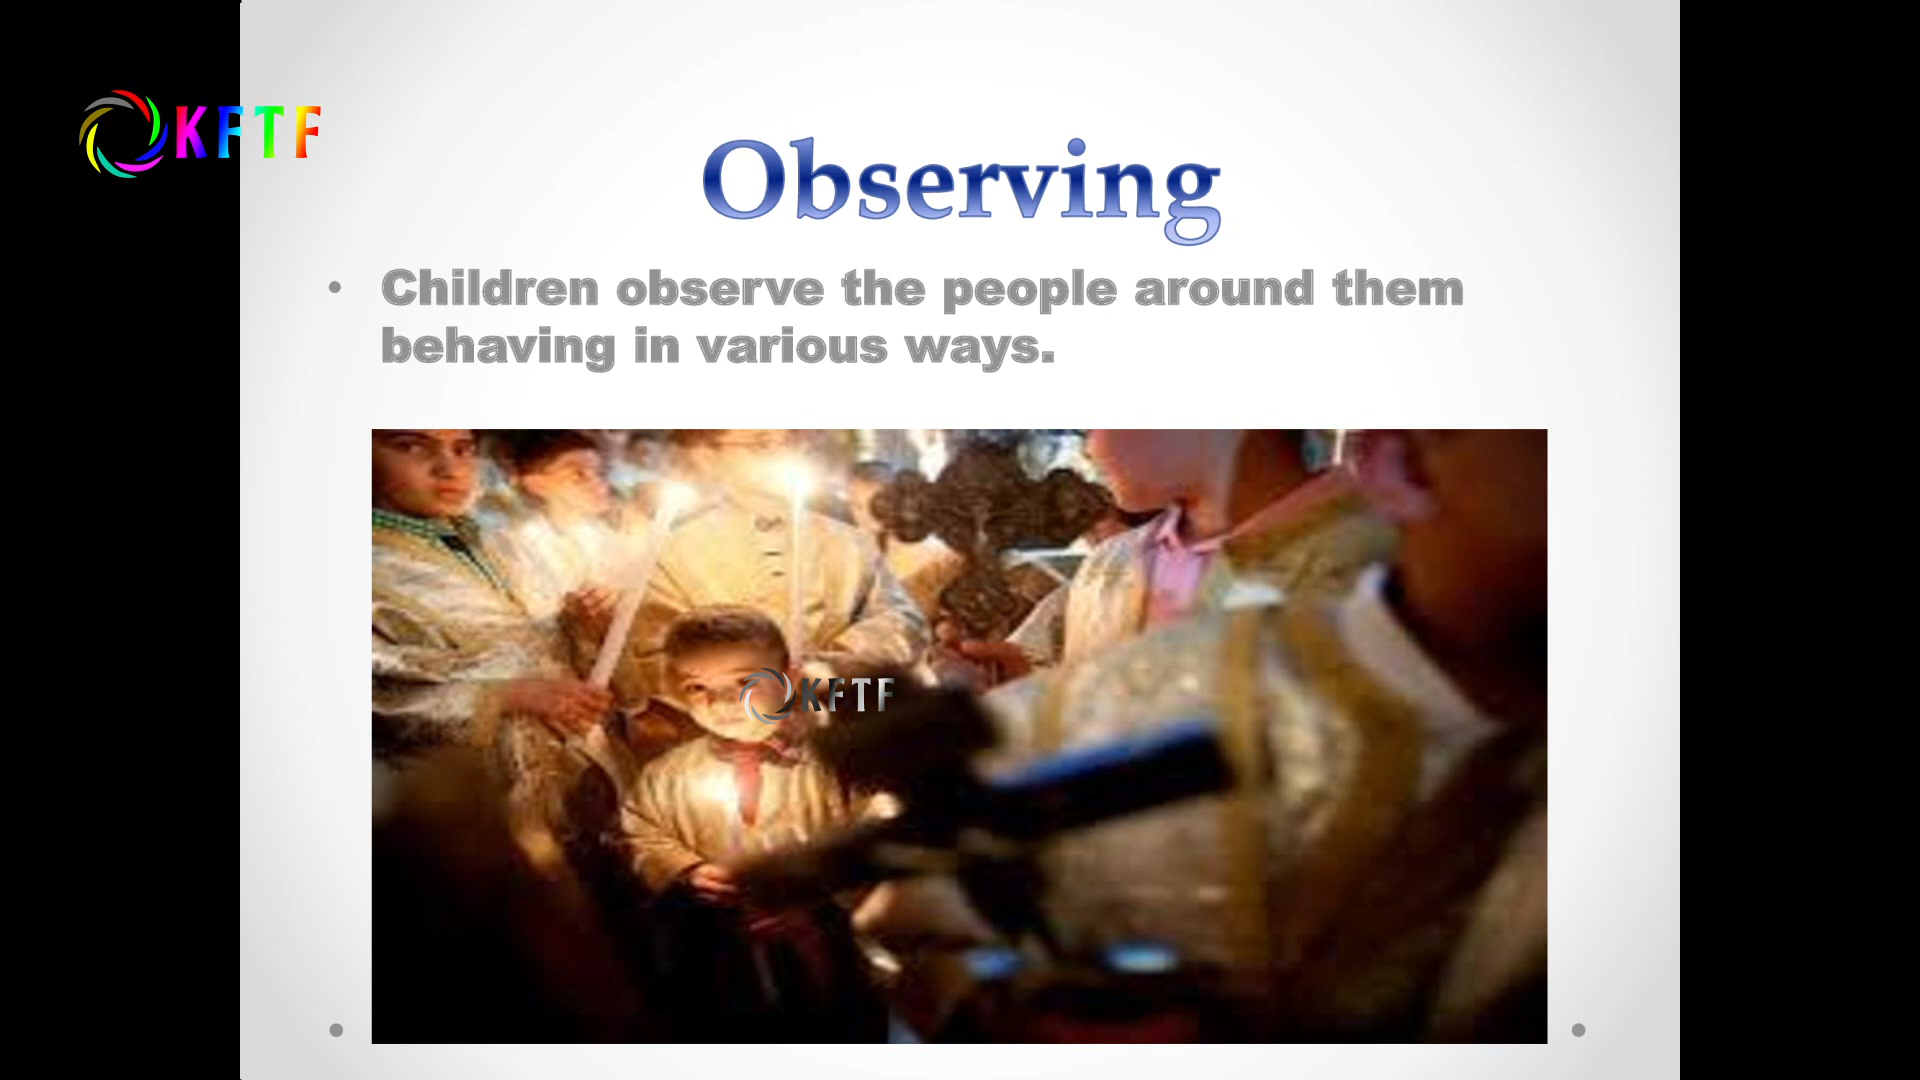 KFTF
Observing
• Children observe the people around them
behaving in various ways.
KFTF